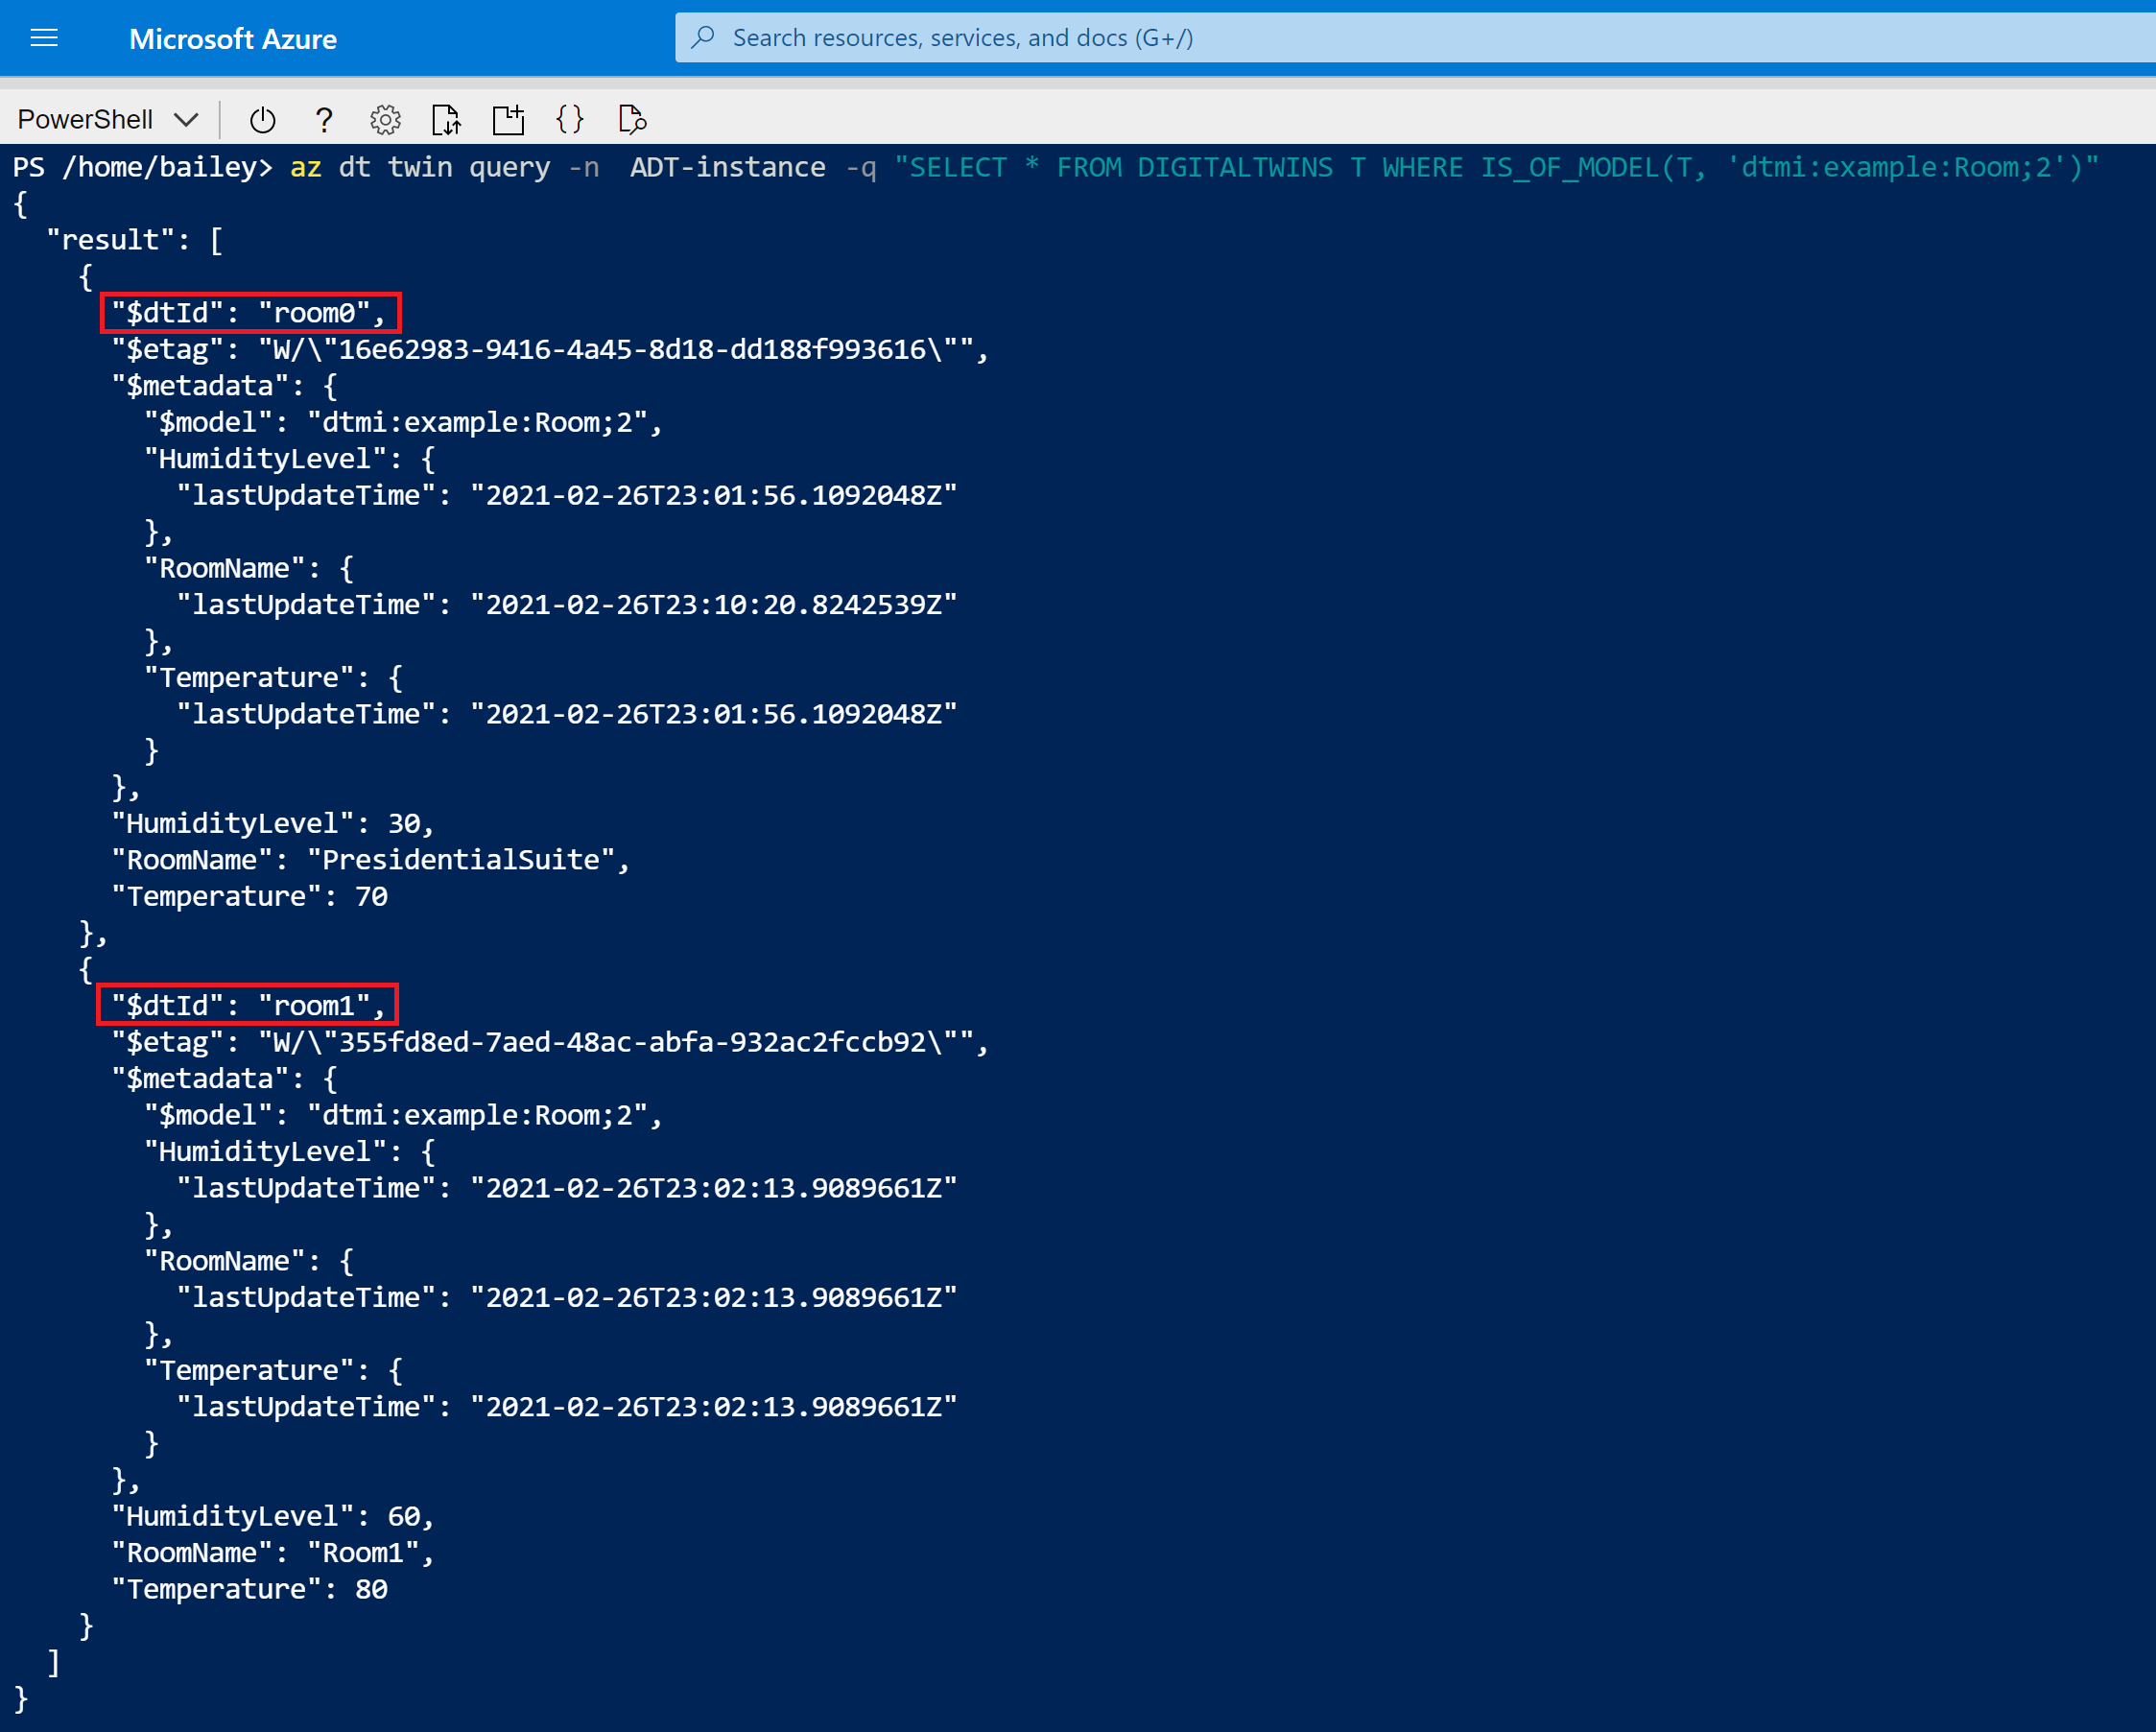 Microsoft Azure
Search resources, services, and docs (G+/)
PowerShell
PS /home/bailey> az dt twin query -n  ADT-instance -q "SELECT * FROM DIGITALTWINS T WHERE IS_OF_MODEL(T, 'dtmi:example:Room;2')"
{
  "result": [
    {
      "$dtId": "room0",
      "$etag": "W/\"16e62983-9416-4a45-8d18-dd188f993616\"",
      "$metadata": {
        "$model": "dtmi:example:Room;2",
        "HumidityLevel": {
          "lastUpdateTime": "2021-02-26T23:01:56.1092048Z"
        },
        "RoomName": {
          "lastUpdateTime": "2021-02-26T23:10:20.8242539Z"
        },
        "Temperature": {
          "lastUpdateTime": "2021-02-26T23:01:56.1092048Z"
        }
      },
      "HumidityLevel": 30,
      "RoomName": "PresidentialSuite",
      "Temperature": 70
    },
    {
      "$dtId": "room1",
      "$etag": "W/\"355fd8ed-7aed-48ac-abfa-932ac2fccb92\"",
      "$metadata": {
        "$model": "dtmi:example:Room;2",
        "HumidityLevel": {
          "lastUpdateTime": "2021-02-26T23:02:13.9089661Z"
        },
        "RoomName": {
          "lastUpdateTime": "2021-02-26T23:02:13.9089661Z"
        },
        "Temperature": {
          "lastUpdateTime": "2021-02-26T23:02:13.9089661Z"
        }
      },
      "HumidityLevel": 60,
      "RoomName": "Room1",
      "Temperature": 80
    }
  ]
}